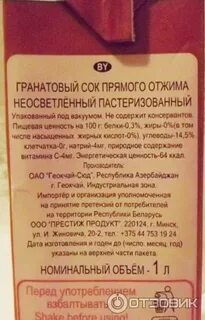 BY
ГРАНАТОВЫЙ СОК ПРЯМОГО ОТЖИМА
НЕОСВЕТЛЁННЫЙ ПАСТЕРИЗОВАННЫЙ
Упакованный под вакуумом. Не содержит консервантов.
Пищевая ценность на 100 г: белки-0,3%, жиры-0% (в том
числе насыщенных жирных кислот-0%), углеводы-14,5%
клетчатка-0г, натрий-4мг, природное содержание
витамина С-4мг. Энергетическая ценность-64 ккал.
Изготовитель:
ОАО "Геокчай-Сюд", Республика Азербайджан
г. Геокчай. Индустриальная зона.
Импортер и организация уполномоченная на
принятие претензий от потребителей
на территории Республики Беларусь
ООО "ПРЕСТИЖ ПРОДУКТ" 220124, г. Минск,
ул. И. Жиновича, 20-2. тел. +375 44 753 19 24
Дата изготовления и годен до (число, месяц, год)
указаны на верхней части пакета.
НОМИНАЛЬНЫЙ ОБЪЁМ - 1 л
Перед употреблением
взбалтывать
Shake before
ОТЗОВИК